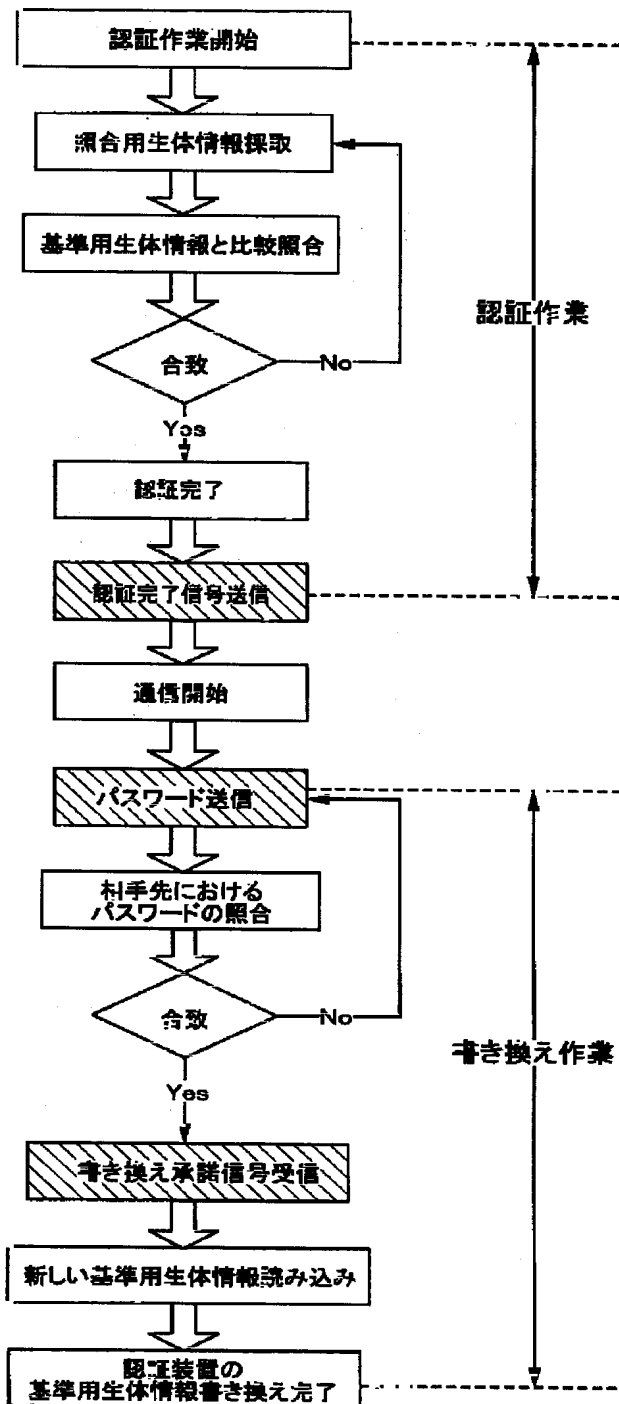 認証作業開始
照合用生体情報採取
基準用生体情報と比較照合
合致
No
Yes
認証完了
認証完了信号送信
認証作業
通信開始
パスワード送信
相手先における
パスワードの照合
合致
No
Yes
書き換え承諾信号受信
新しい基準用生体情報読み込み
認証装置の
基準用生体情報書き換え完了
書き換え作業